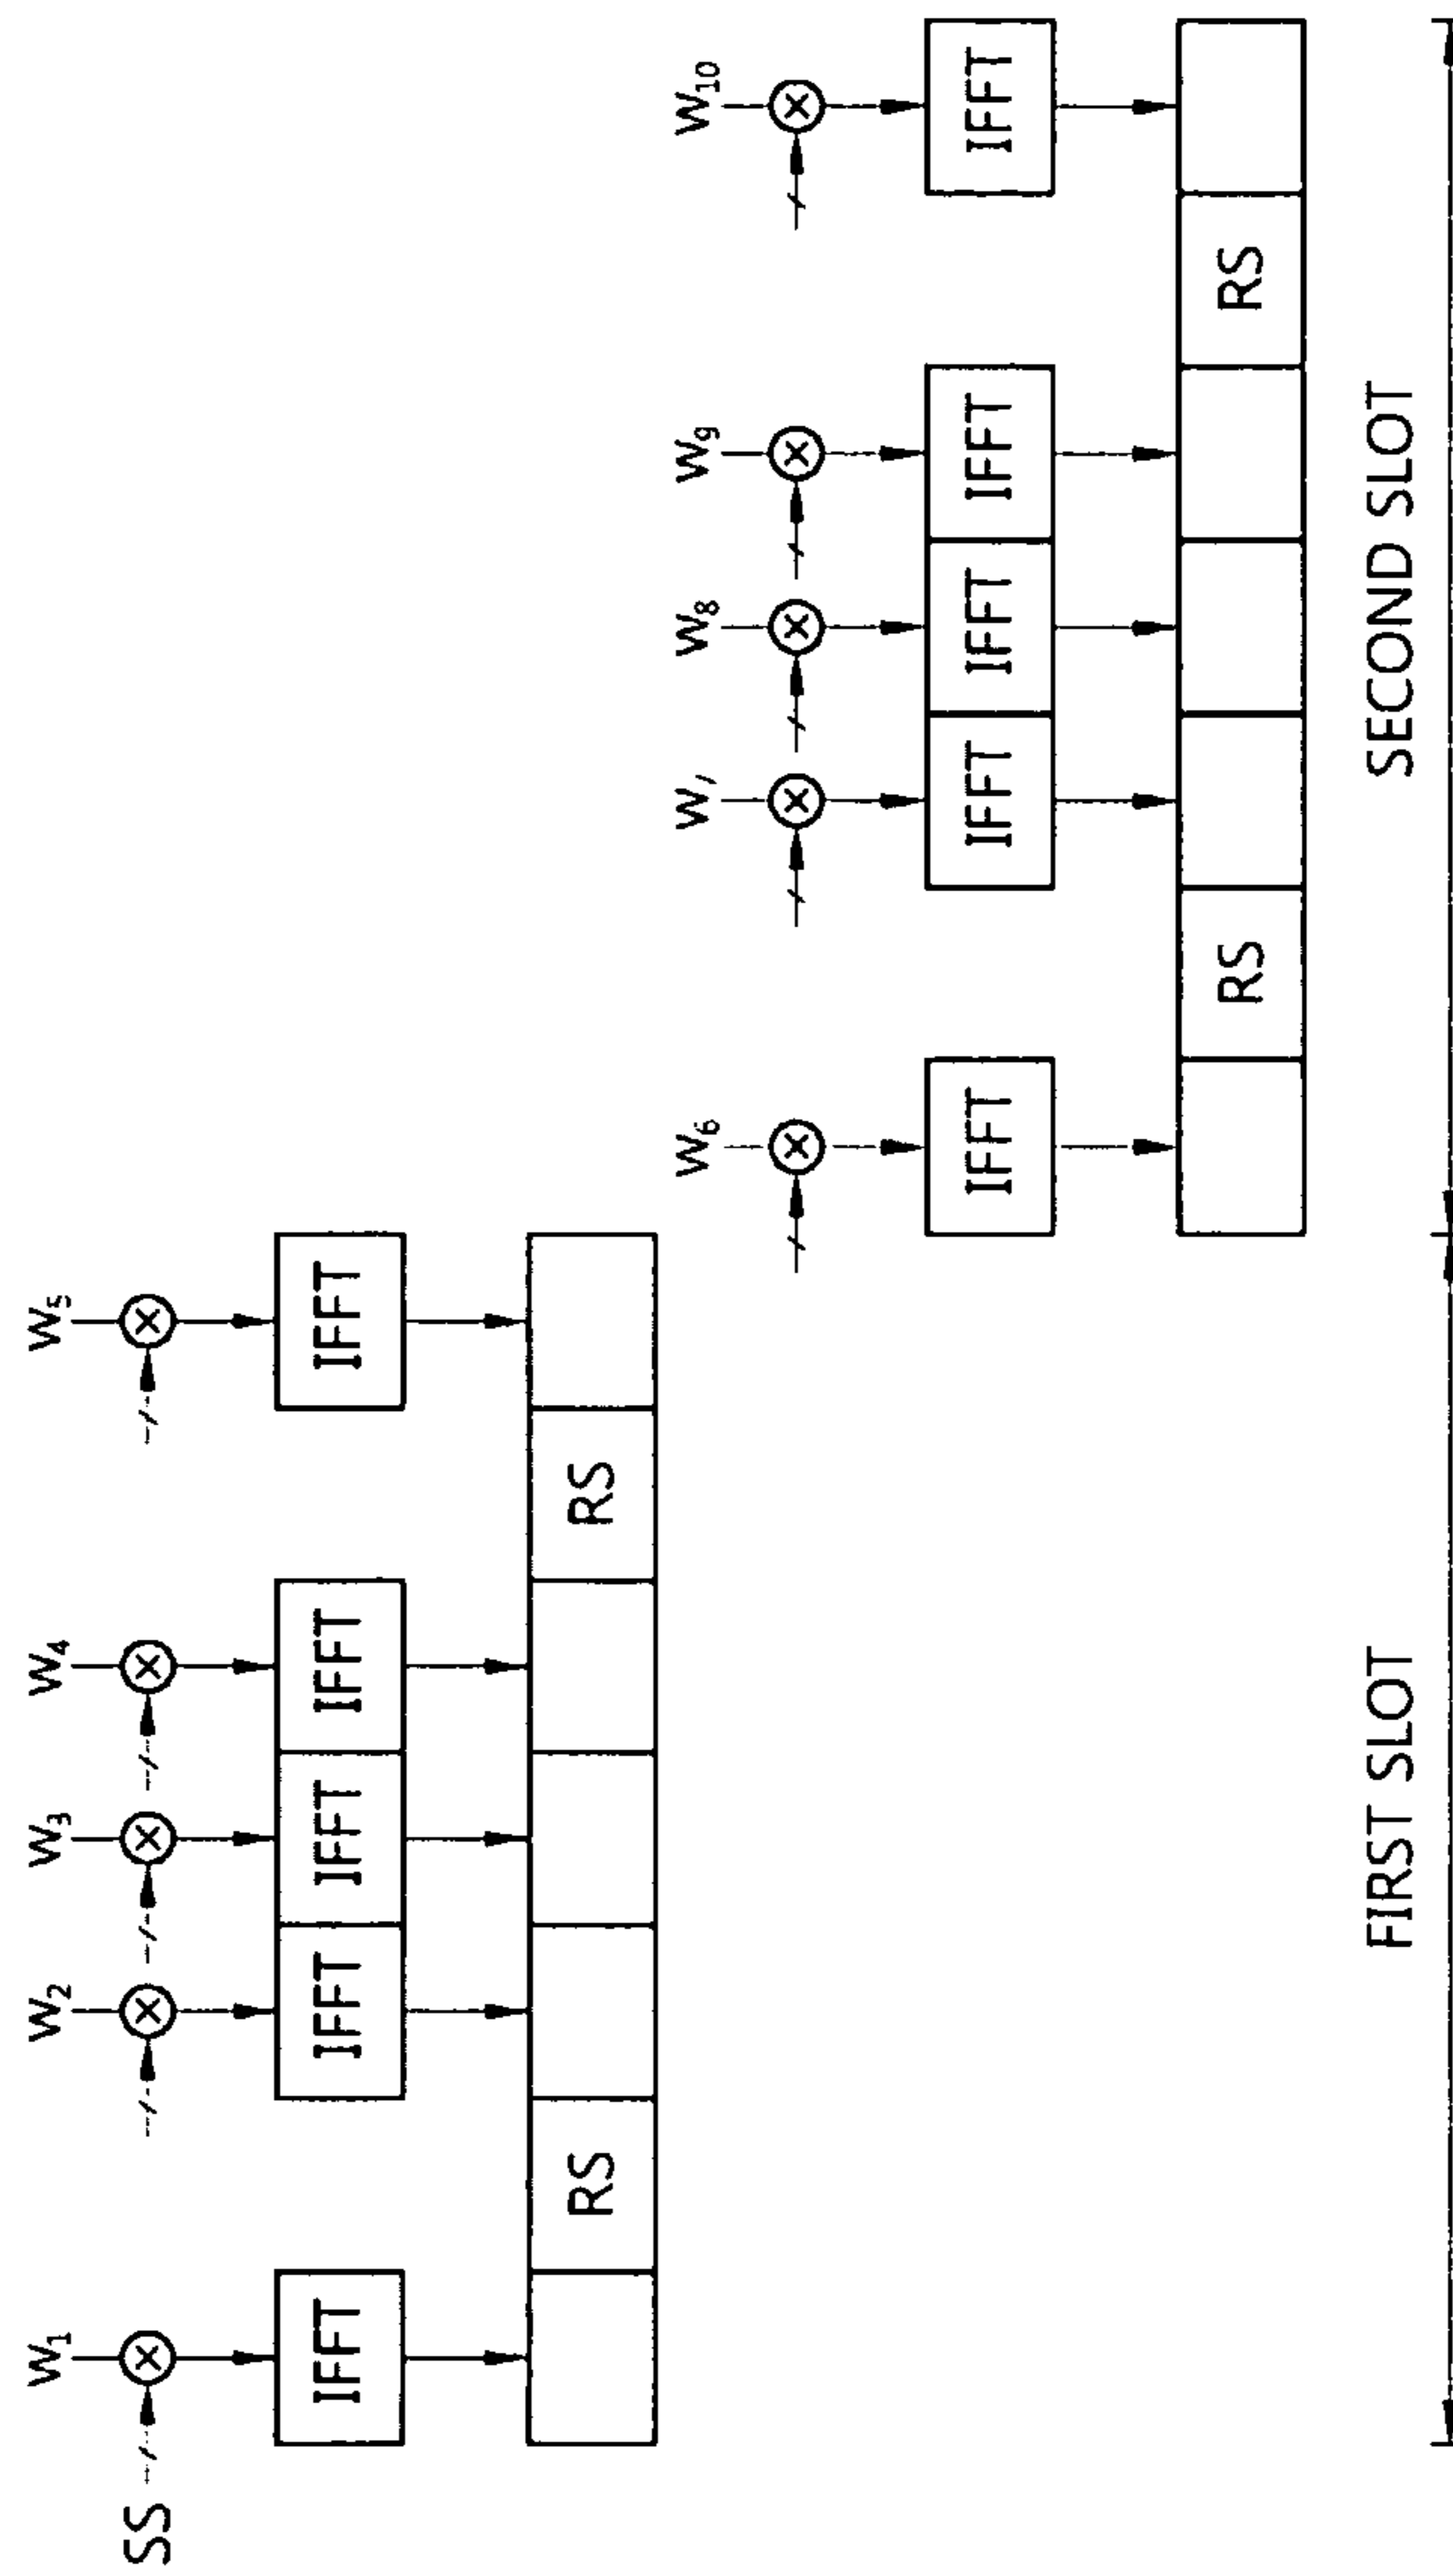 W1 W2 W3 W4 W5
SS
IFFT IFFT IFFT IFFT IFFT
RS RS
W6 W7 W8 W9 W10
IFFT IFFT IFFT IFFT IFFT
RS RS
FIRST SLOT SECOND SLOT